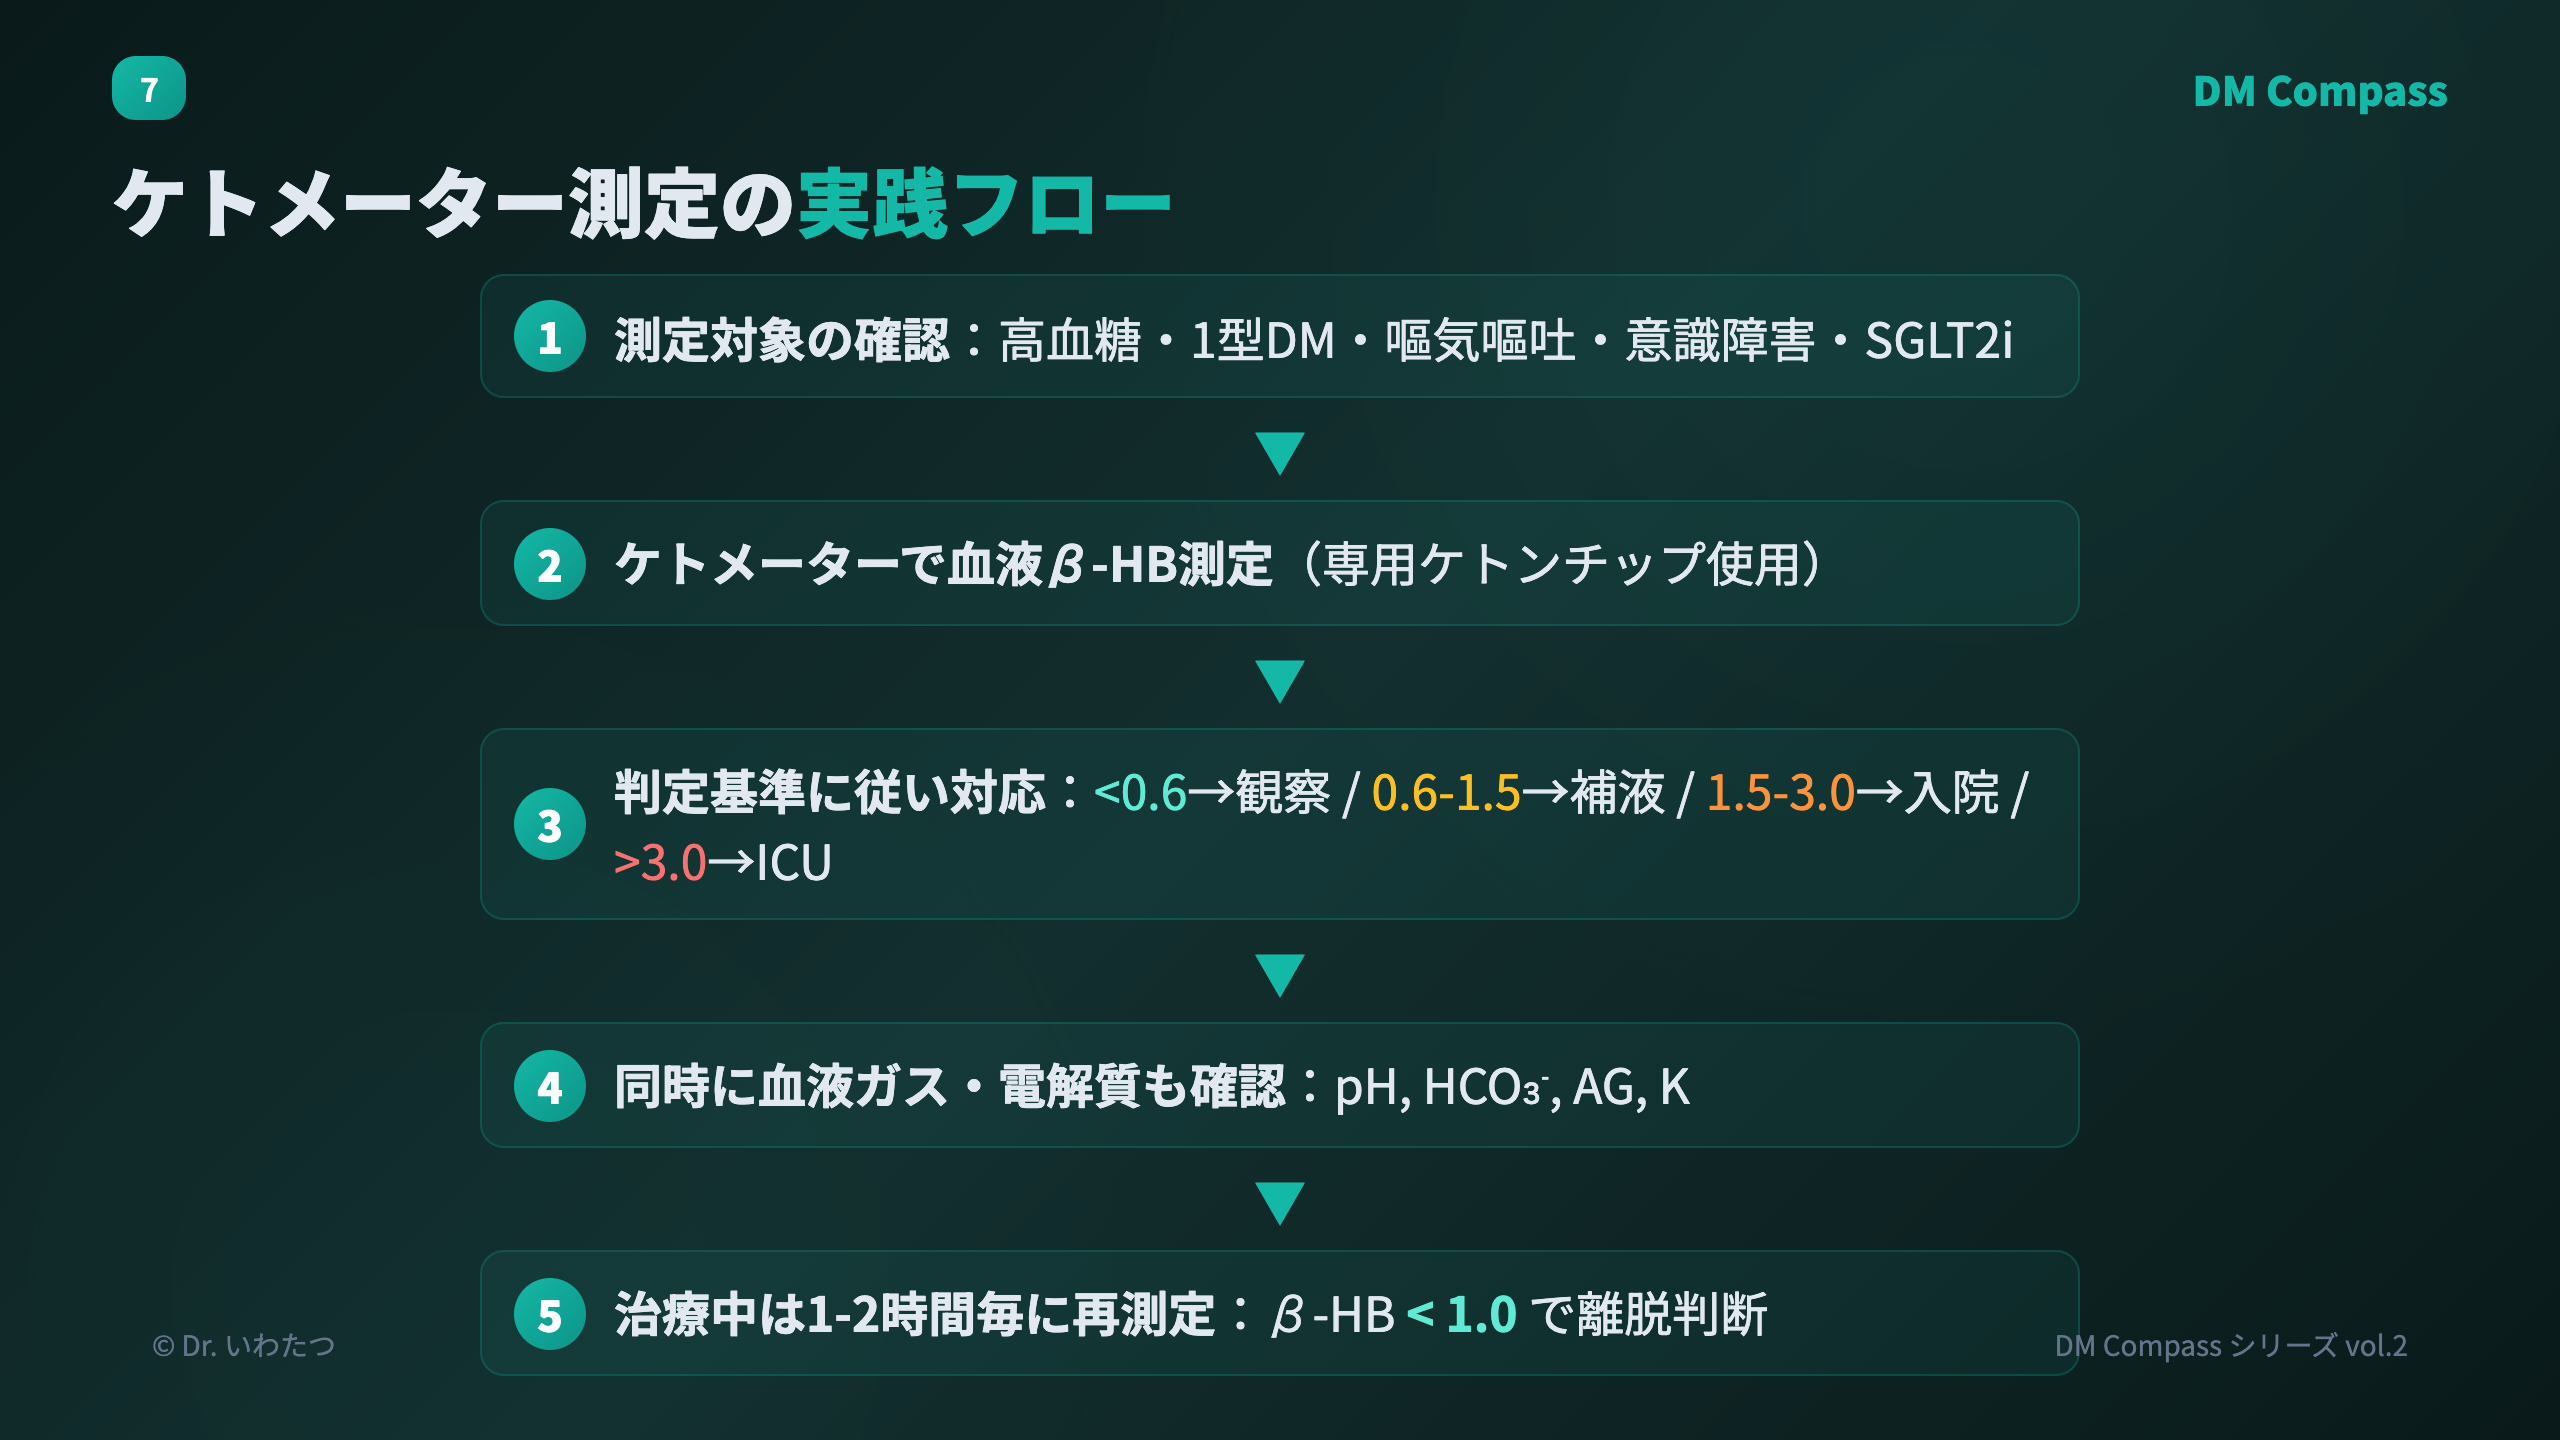 7
DM Compass
ケトメーター測定の実践フロー
1 測定対象の確認：高血糖・1型DM・嘔気嘔吐・意識障害・SGLT2i
▼
2 ケトメーターで血液β-HB測定（専用ケトンチップ使用）
▼
3 判定基準に従い対応：<0.6→観察 / 0.6-1.5→補液 / 1.5-3.0→入院 /
>3.0→ICU
▼
4 同時に血液ガス・電解質も確認：pH, HCO₃⁻, AG, K
▼
5 治療中は1-2時間毎に再測定：β-HB < 1.0 で離脱判断
© Dr. いわたつ
DM Compass シリーズ vol.2